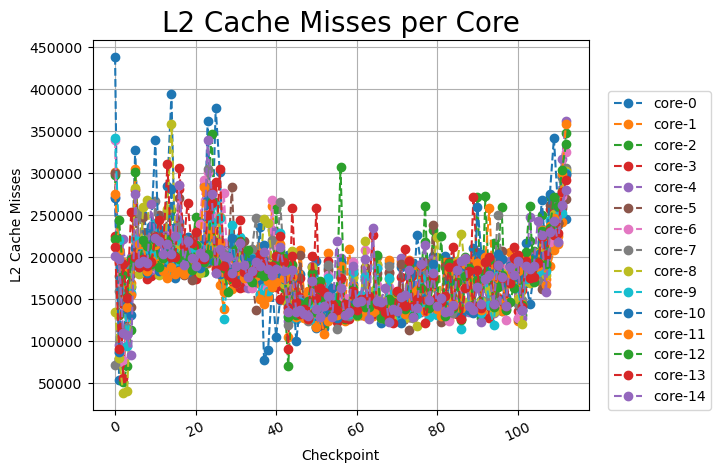 L2 Cache Misses per Core
L2 Cache Misses
450000
400000
350000
300000
250000
200000
150000
100000
50000
0
20
40
60
80
100
Checkpoint
core-0
core-1
core-2
core-3
core-4
core-5
core-6
core-7
core-8
core-9
core-10
core-11
core-12
core-13
core-14